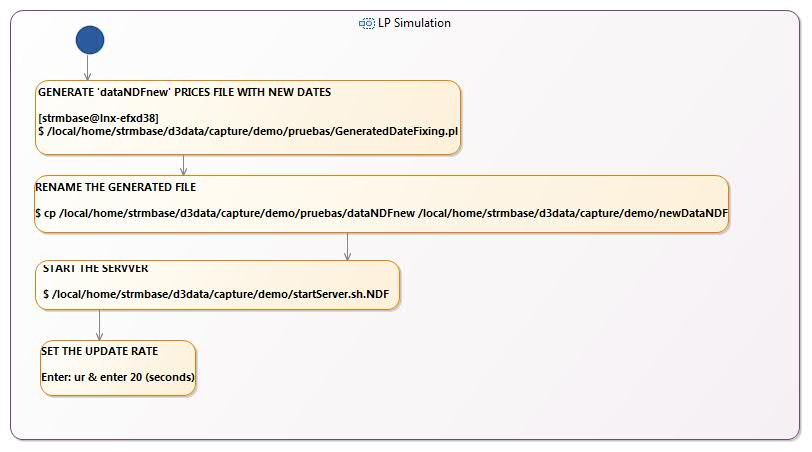 LP Simulation
GENERATE 'dataNDFnew' PRICES FILE WITH NEW DATES
[strmbase@lnx-efxd38]
$ /local/home/strmbase/d3data/capture/demo/pruebas/GeneratedDateFixing.pl
RENAME THE GENERATED FILE
$ cp /local/home/strmbase/d3data/capture/demo/pruebas/dataNDFnew /local/home/strmbase/d3data/capture/demo/newDataNDF
START THE SERVVER
$ /local/home/strmbase/d3data/capture/demo/startServer.sh.NDF
SET THE UPDATE RATE
Enter: ur & enter 20 (seconds)